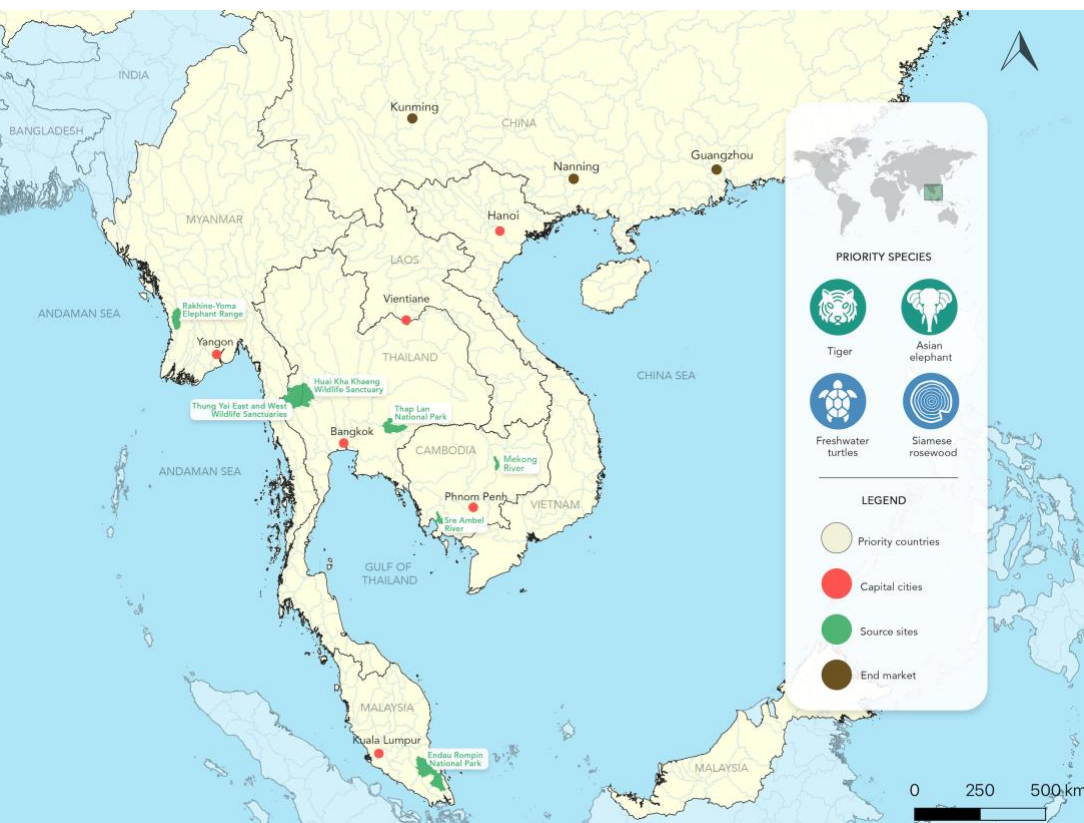 INDIA
BANGLADESH
Kunming
CHINA
Nanning
Guangzhou
MYANMAR
Hanoi
LAOS
ANDAMAN SEA
Rakhine-Yoma
Elephant Range
Vientiane
Yangon
THAILAND
CHINA SEA
Huai Kha Khaeng
Wildlife Sanctuary
Thung Yai East and West
Wildlife Sanctuaries
Thap Lan
National Park
Bangkok
CAMBODIA
Mekong
River
ANDAMAN SEA
Phnom Penh
VIETNAM
Sre Ambel
River
GULF OF
THAILAND
MALAYSIA
Kuala Lumpur
Endau Rompin
National Park
MALAYSIA
PRIORITY SPECIES
Tiger
Asian
elephant
Freshwater
turtles
Siamese
rosewood
LEGEND
Priority countries
Capital cities
Source sites
End market
0 250 500 km